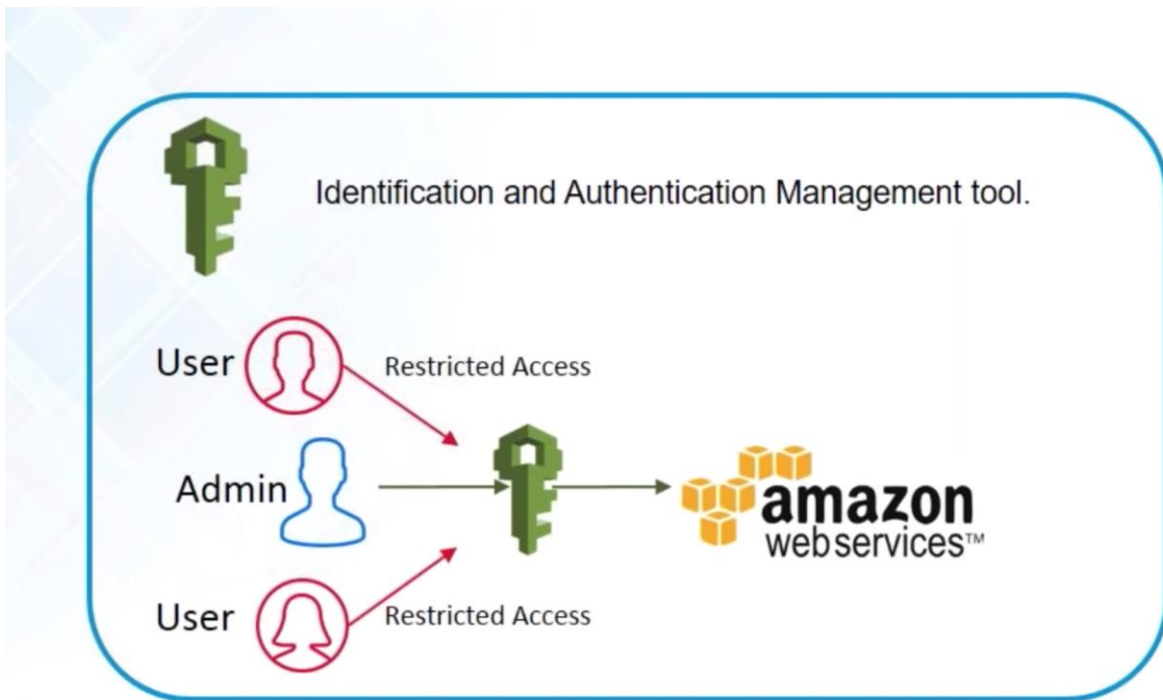 Identification and Authentication Management tool.
User
Restricted Access
Admin
amazon
webservices™
User
Restricted Access